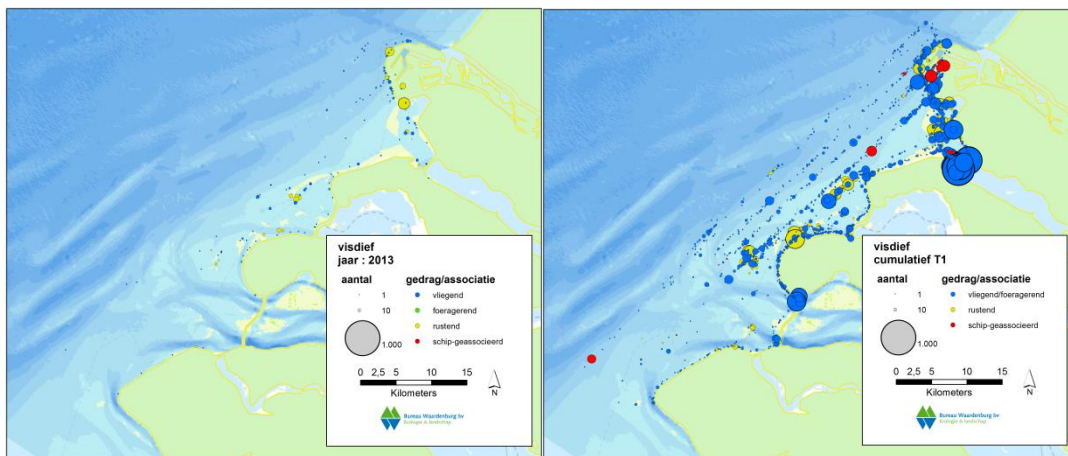 visdief
jaar : 2013
aantal
gedrag/associatie
1
vliegend
10
foeragerend
rustend
1.000
schip-geassocieerd
0 2,5 5 10 15
Kilometers
N
Bureau Waardenburg bv
Ecologie & landschap
visdief
cumulatief T1
aantal
gedrag/associatie
1
vliegend/foeragerend
10
rustend
schip-geassocieerd
1.000
0 2,5 5 10 15
Kilometers
N
Bureau Waardenburg bv
Ecologie & landschap